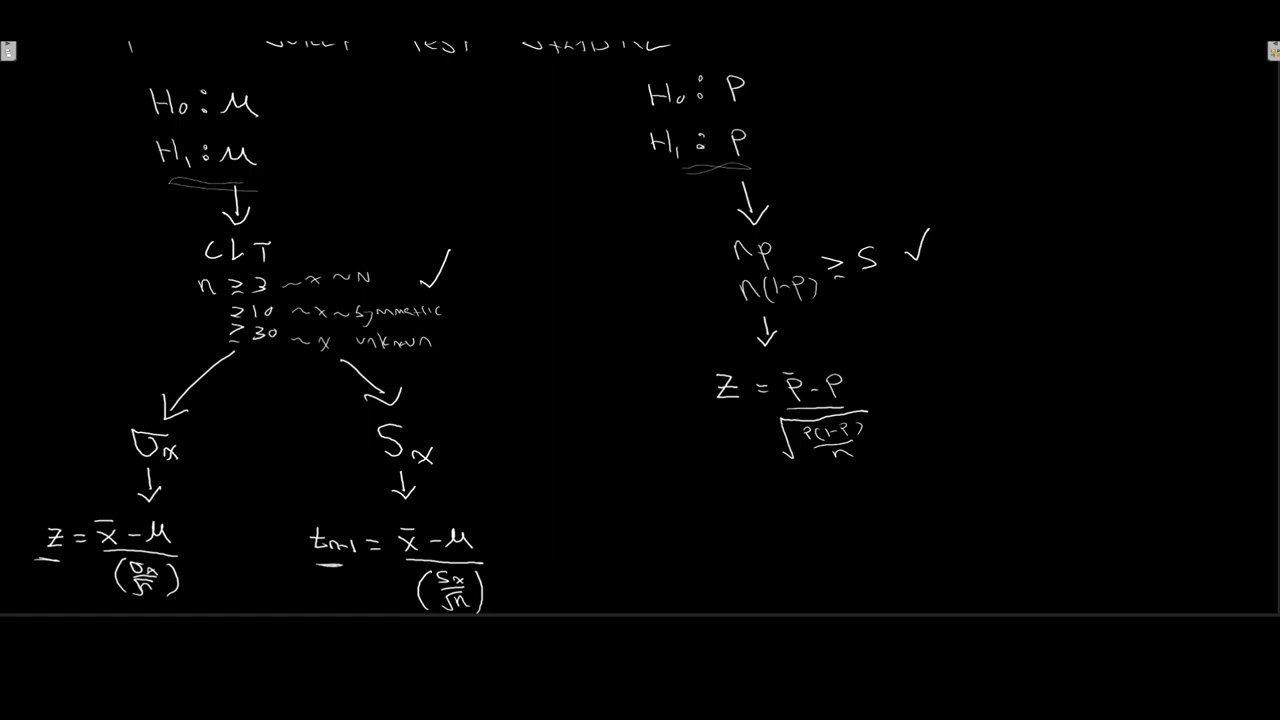 TEST
H₀ : μ
H₁ : μ
CLT
n ≥ 3 ~ x ~ N
≥ 10 ~ x ~ symmetric
≥ 30 ~ x unknown
σx
Sx
z = (x̄ - μ) / (σx/√n)
tn-1 = (x̄ - μ) / (Sx/√n)
H₀ : P
H₁ : P
np
n(1-P) ≥ 5
Z = (p̄ - p) / √(P(1-P)/n)